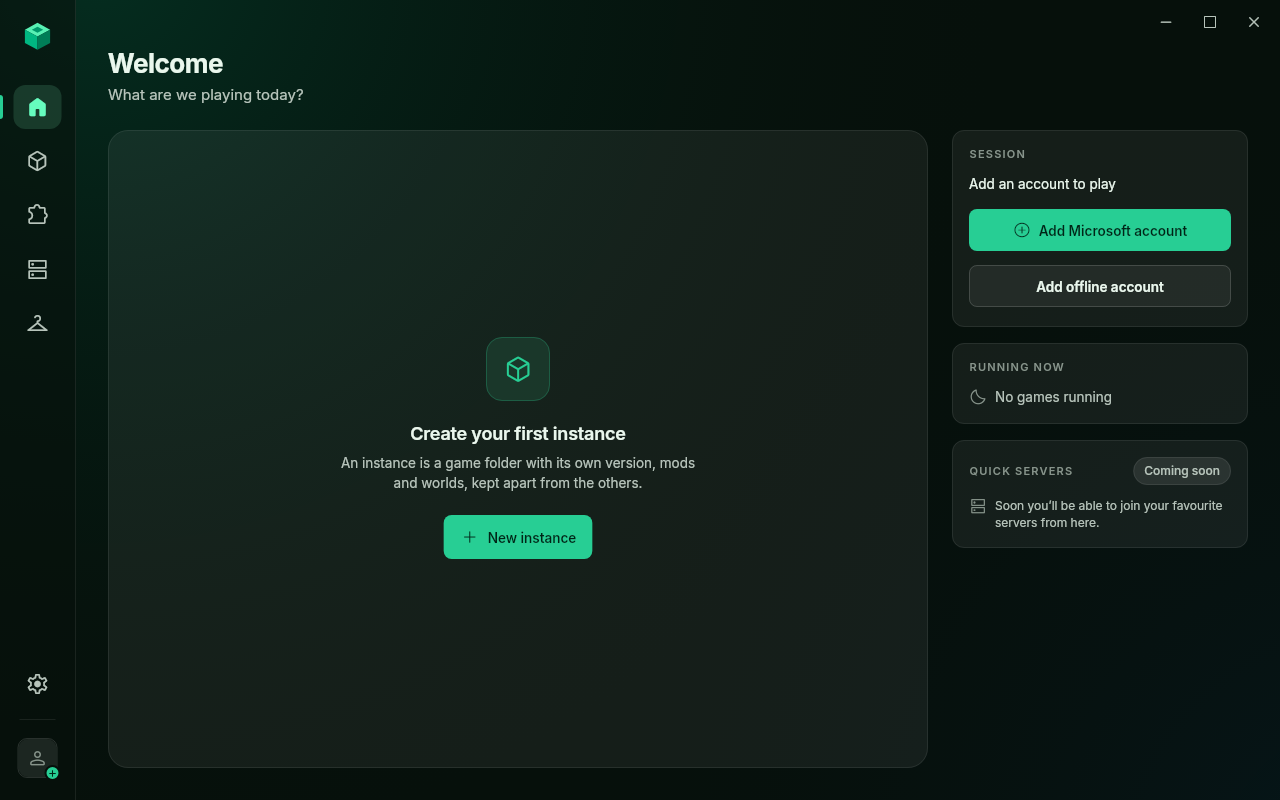 Welcome
What are we playing today?
Create your first instance
An instance is a game folder with its own version, mods
and worlds, kept apart from the others.
New instance
SESSION
Add an account to play
Add Microsoft account
Add offline account
RUNNING NOW
No games running
QUICK SERVERS
Coming soon
Soon you’ll be able to join your favourite
servers from here.